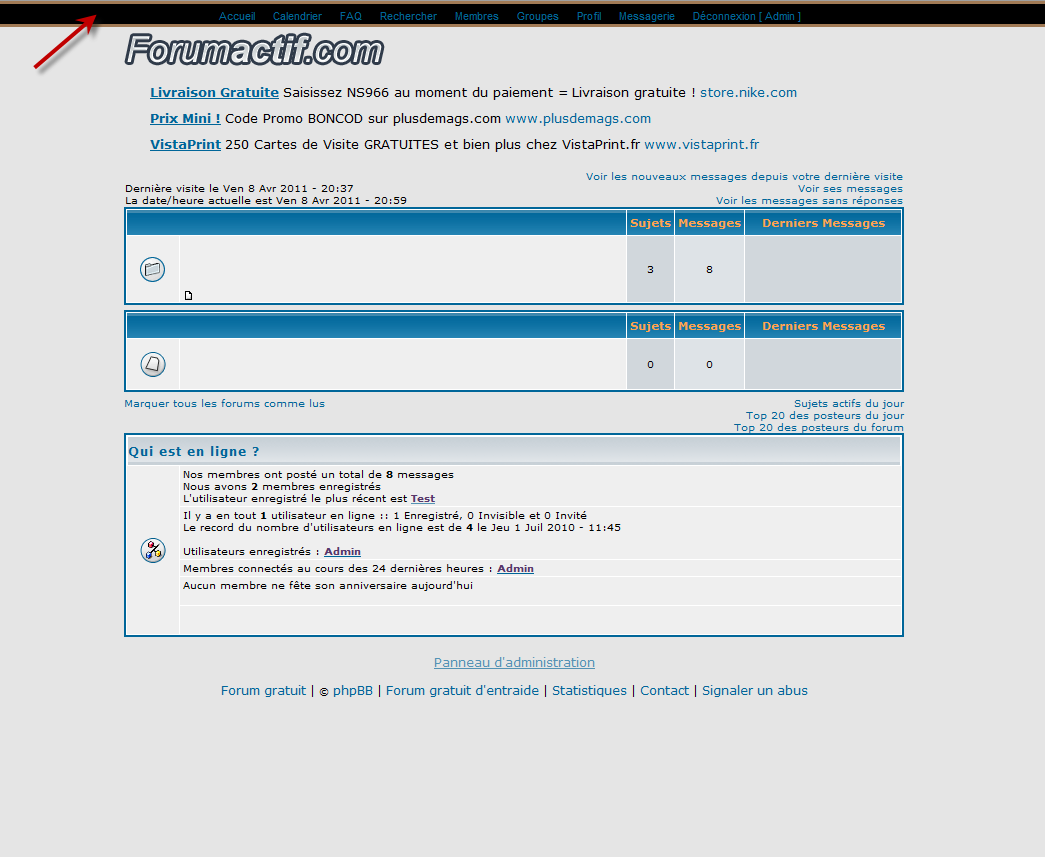 Accueil Calendrier FAQ Rechercher Membres Groupes Profil Messagerie Déconnexion [ Admin ]
Forumactif.com
Livraison Gratuite Saisissez NS966 au moment du paiement = Livraison gratuite ! store.nike.com
Prix Mini ! Code Promo BONCOD sur plusdemags.com www.plusdemags.com
VistaPrint 250 Cartes de Visite GRATUITES et bien plus chez VistaPrint.fr www.vistaprint.fr
Voir les nouveaux messages depuis votre dernière visite
Dernière visite le Ven 8 Avr 2011 - 20:37 Voir ses messages
La date/heure actuelle est Ven 8 Avr 2011 - 20:59 Voir les messages sans réponses
Sujets Messages Derniers Messages
3 8
Sujets Messages Derniers Messages
0 0
Marquer tous les forums comme lus Sujets actifs du jour
Top 20 des posteurs du jour
Top 20 des posteurs du forum
Qui est en ligne ?
Nos membres ont posté un total de 8 messages
Nous avons 2 membres enregistrés
L'utilisateur enregistré le plus récent est Test
Il y a en tout 1 utilisateur en ligne :: 1 Enregistré, 0 Invisible et 0 Invité
Le record du nombre d'utilisateurs en ligne est de 4 le Jeu 1 Juil 2010 - 11:45
Utilisateurs enregistrés : Admin
Membres connectés au cours des 24 dernières heures : Admin
Aucun membre ne fête son anniversaire aujourd'hui
Panneau d'administration
Forum gratuit | © phpBB | Forum gratuit d'entraide | Statistiques | Contact | Signaler un abus